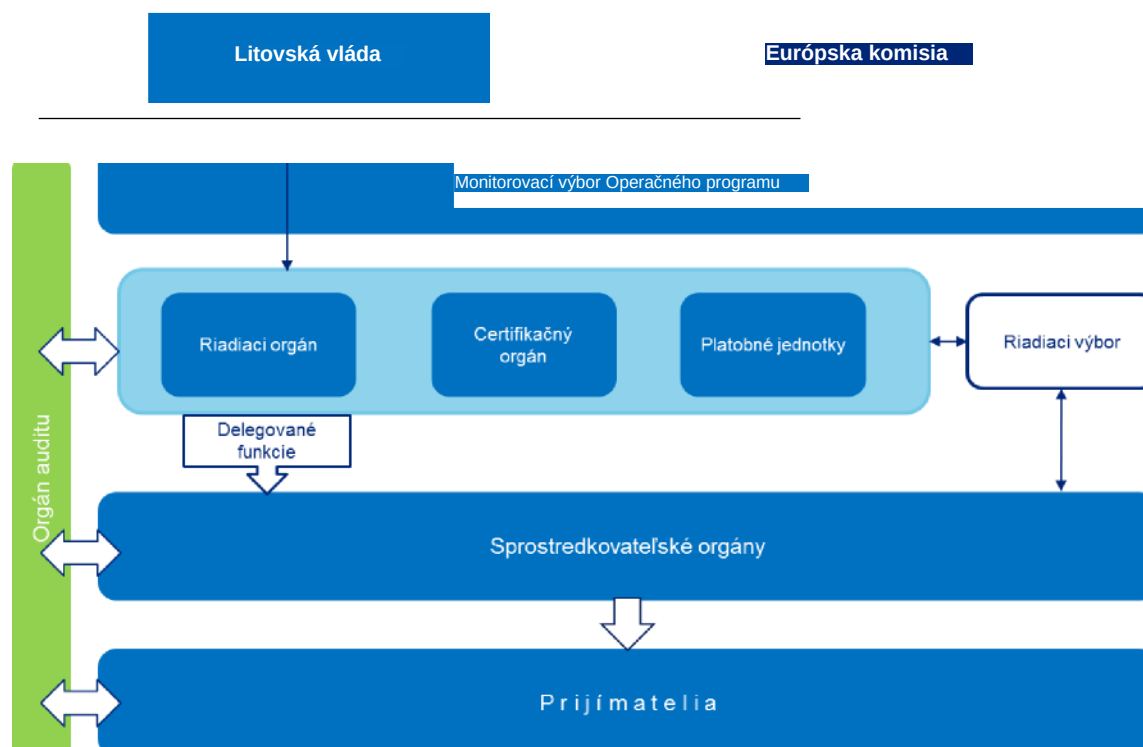 Litovská vláda
Európska komisia
Monitorovací výbor Operačného programu
Riadiaci orgán
Certifikačný
orgán
Platobné jednotky
Riadiaci výbor
Delegované
funkcie
Orgán auditu
Sprostredkovateľské orgány
Prijímatelia